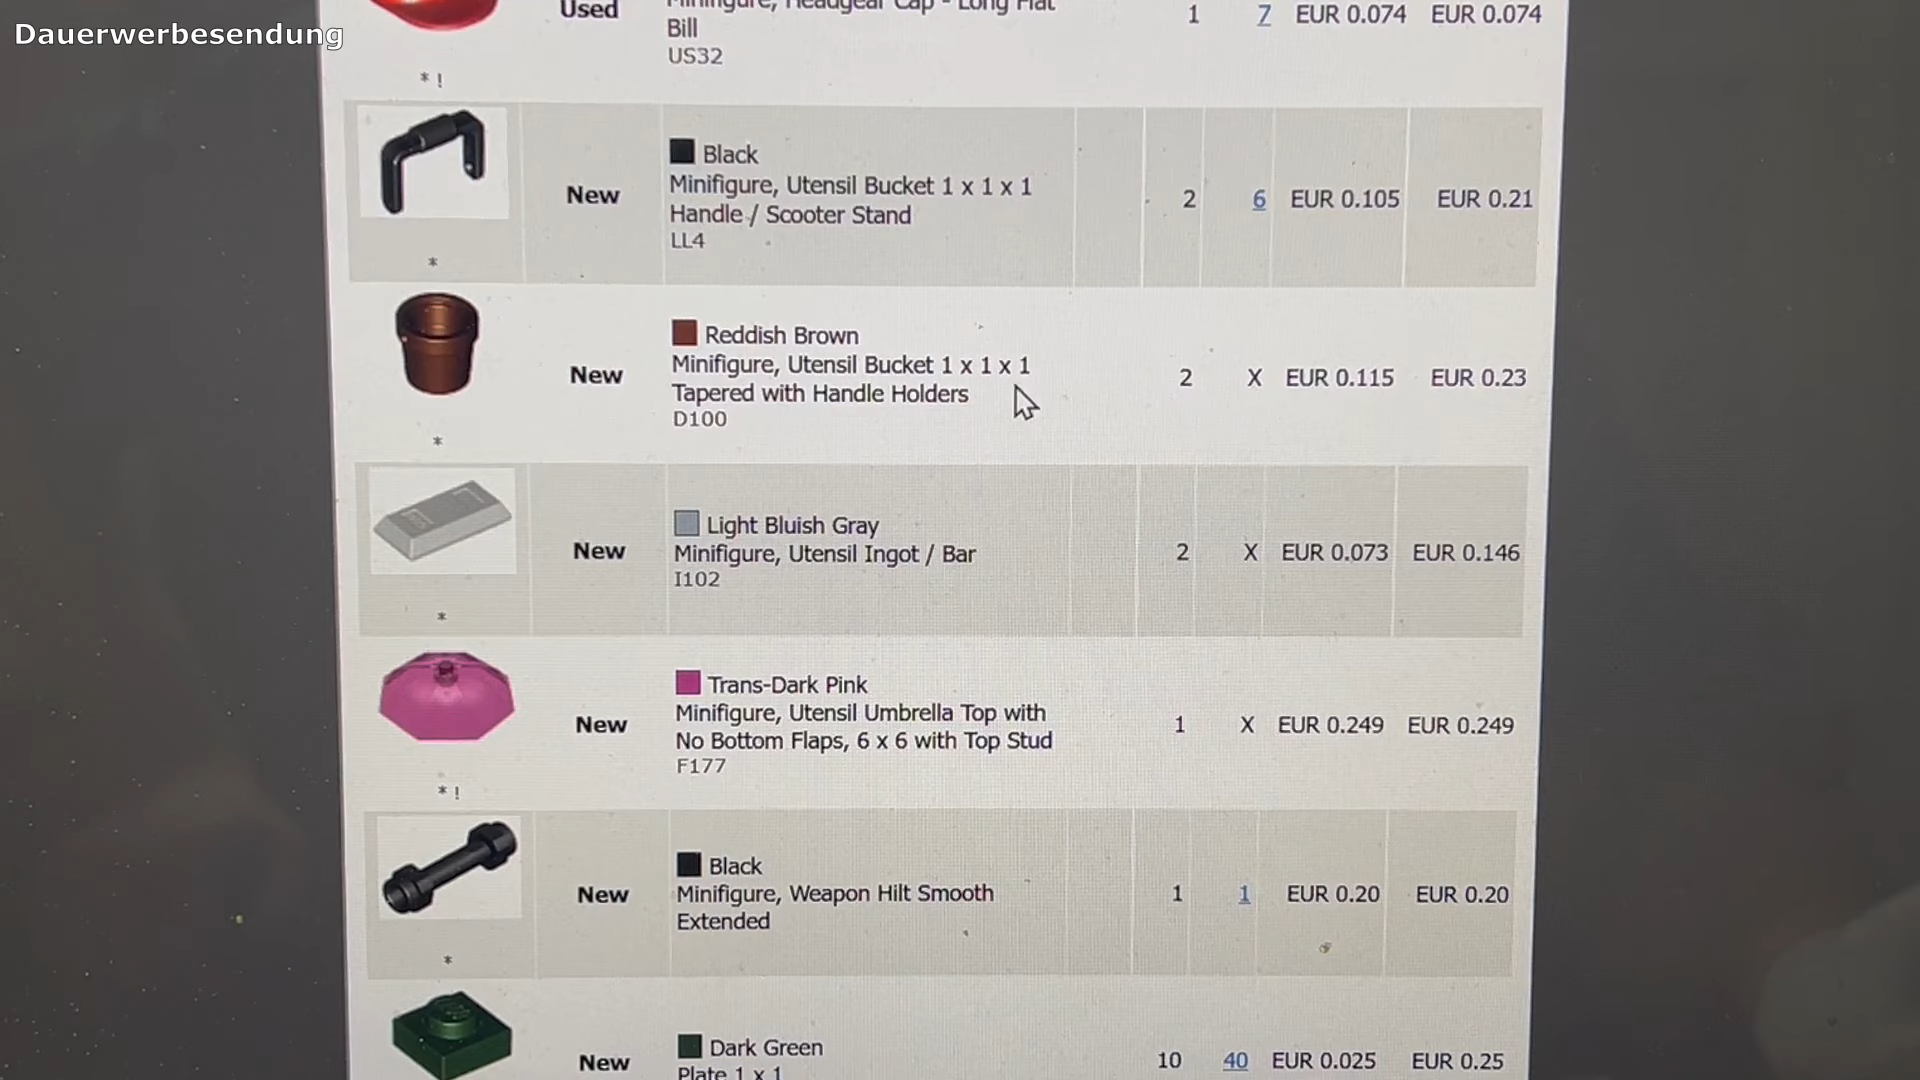 Dauerwerbesendung
Used Minifigure, Headgear Cap - Long Flat 1 7 EUR 0.074 EUR 0.074
Bill
US32
* !
Black
Minifigure, Utensil Bucket 1 x 1 x 1
New 2 6 EUR 0.105 EUR 0.21
Handle / Scooter Stand
LL4
*
Reddish Brown
Minifigure, Utensil Bucket 1 x 1 x 1
New 2 X EUR 0.115 EUR 0.23
Tapered with Handle Holders
D100
*
Light Bluish Gray
New Minifigure, Utensil Ingot / Bar 2 X EUR 0.073 EUR 0.146
I102
*
Trans-Dark Pink
Minifigure, Utensil Umbrella Top with
New 1 X EUR 0.249 EUR 0.249
No Bottom Flaps, 6 x 6 with Top Stud
F177
* !
Black
New Minifigure, Weapon Hilt Smooth 1 1 EUR 0.20 EUR 0.20
Extended
*
Dark Green
New 10 40 EUR 0.025 EUR 0.25
Plate 1 x 1